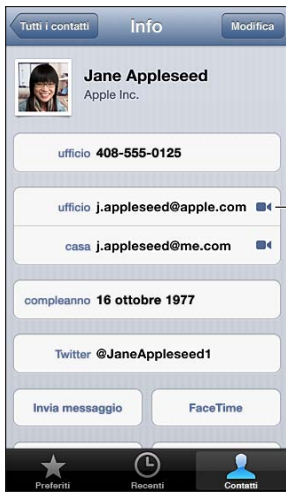 Tutti i contatti Info Modifica
Jane Appleseed
Apple Inc.
ufficio 408-555-0125
ufficio j.appleseed@apple.com
casa j.appleseed@me.com
compleanno 16 ottobre 1977
Twitter @JaneAppleseed1
Invia messaggio FaceTime
Preferiti Recenti Contatti